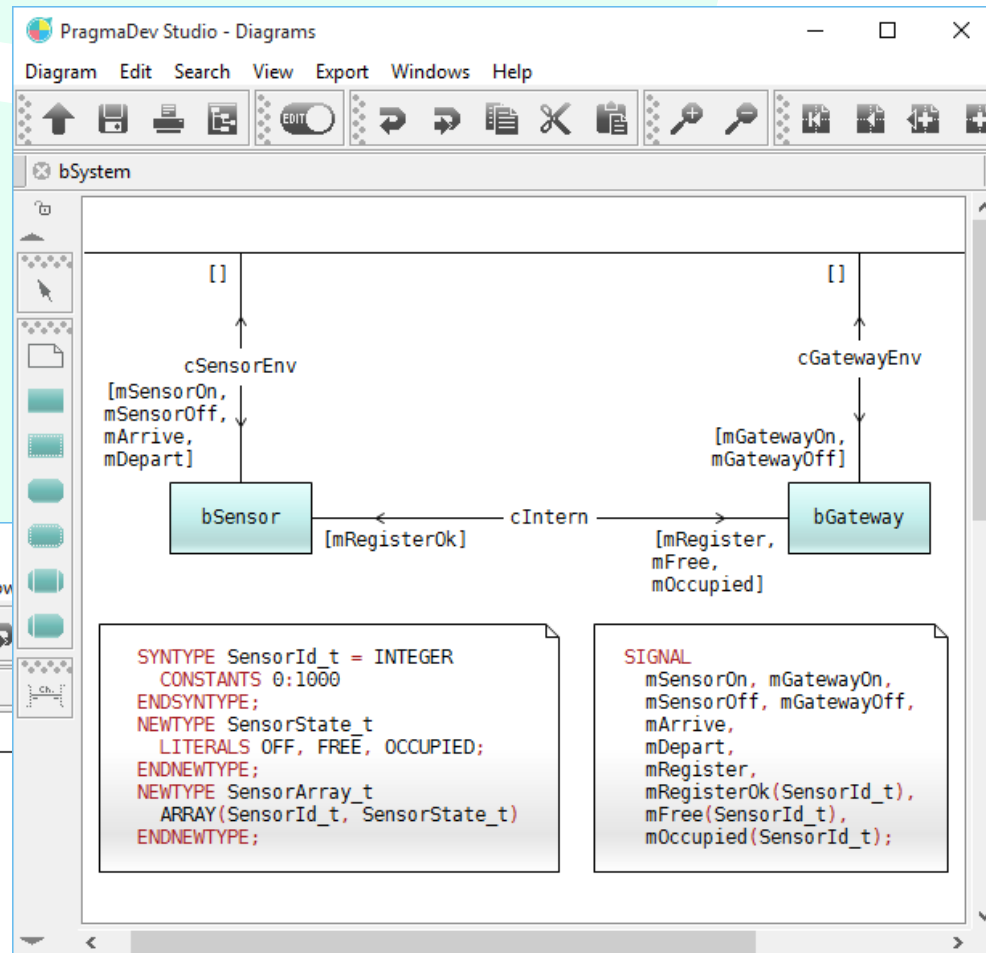 PragmaDev Studio - Diagrams
Diagram Edit Search View Export Windows Help
EDIT
bSystem
[]
[]
cSensorEnv
cGatewayEnv
[mSensorOn,
mSensorOff,
mArrive,
mDepart]
[mGatewayOn,
mGatewayOff]
bSensor
cIntern
bGateway
[mRegisterOk]
[mRegister,
mFree,
mOccupied]
Ch.
SYNTYPE SensorId_t = INTEGER
CONSTANTS 0:1000
ENDSYNTYPE;
NEWTYPE SensorState_t
LITERALS OFF, FREE, OCCUPIED;
ENDNEWTYPE;
NEWTYPE SensorArray_t
ARRAY(SensorId_t, SensorState_t)
ENDNEWTYPE;
SIGNAL
mSensorOn, mGatewayOn,
mSensorOff, mGatewayOff,
mArrive,
mDepart,
mRegister,
mRegisterOk(SensorId_t),
mFree(SensorId_t),
mOccupied(SensorId_t);